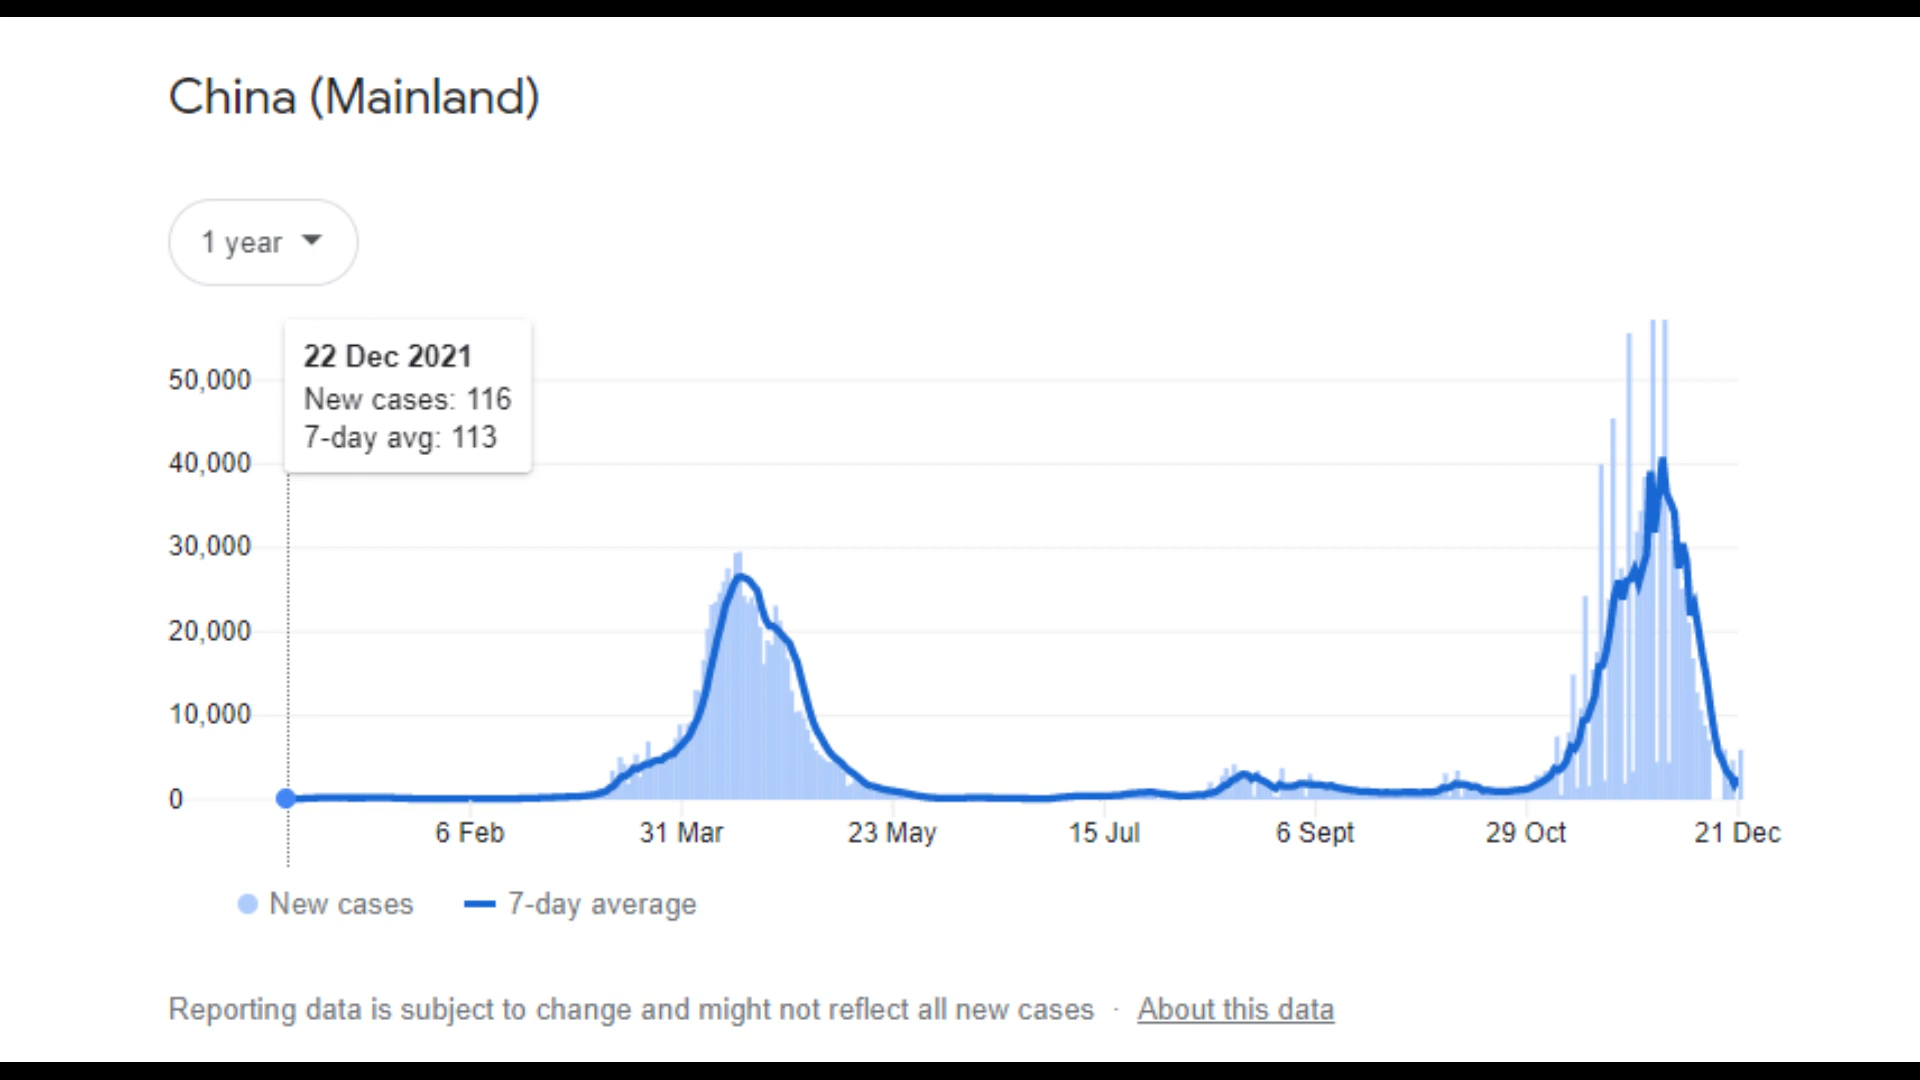 China (Mainland)
1 year
22 Dec 2021
New cases: 116
7-day avg: 113
50,000
40,000
30,000
20,000
10,000
0
6 Feb 31 Mar 23 May 15 Jul 6 Sept 29 Oct 21 Dec
New cases 7-day average
Reporting data is subject to change and might not reflect all new cases · About this data